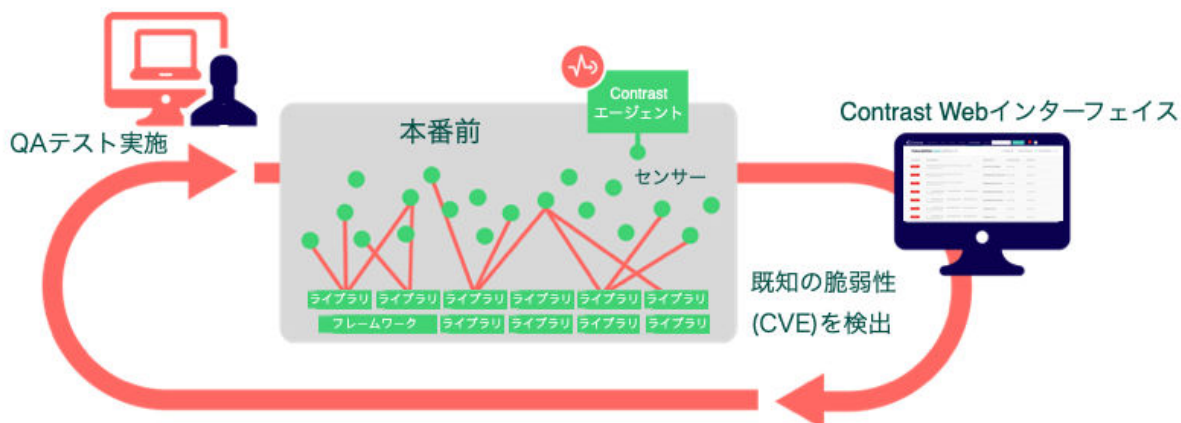 QAテスト実施
本番前
Contrast
エージェント
センサー
Contrast Webインターフェイス
ライブラリ ライブラリ ライブラリ ライブラリ ライブラリ ライブラリ
フレームワーク ライブラリ ライブラリ ライブラリ ライブラリ
既知の脆弱性
(CVE)を検出